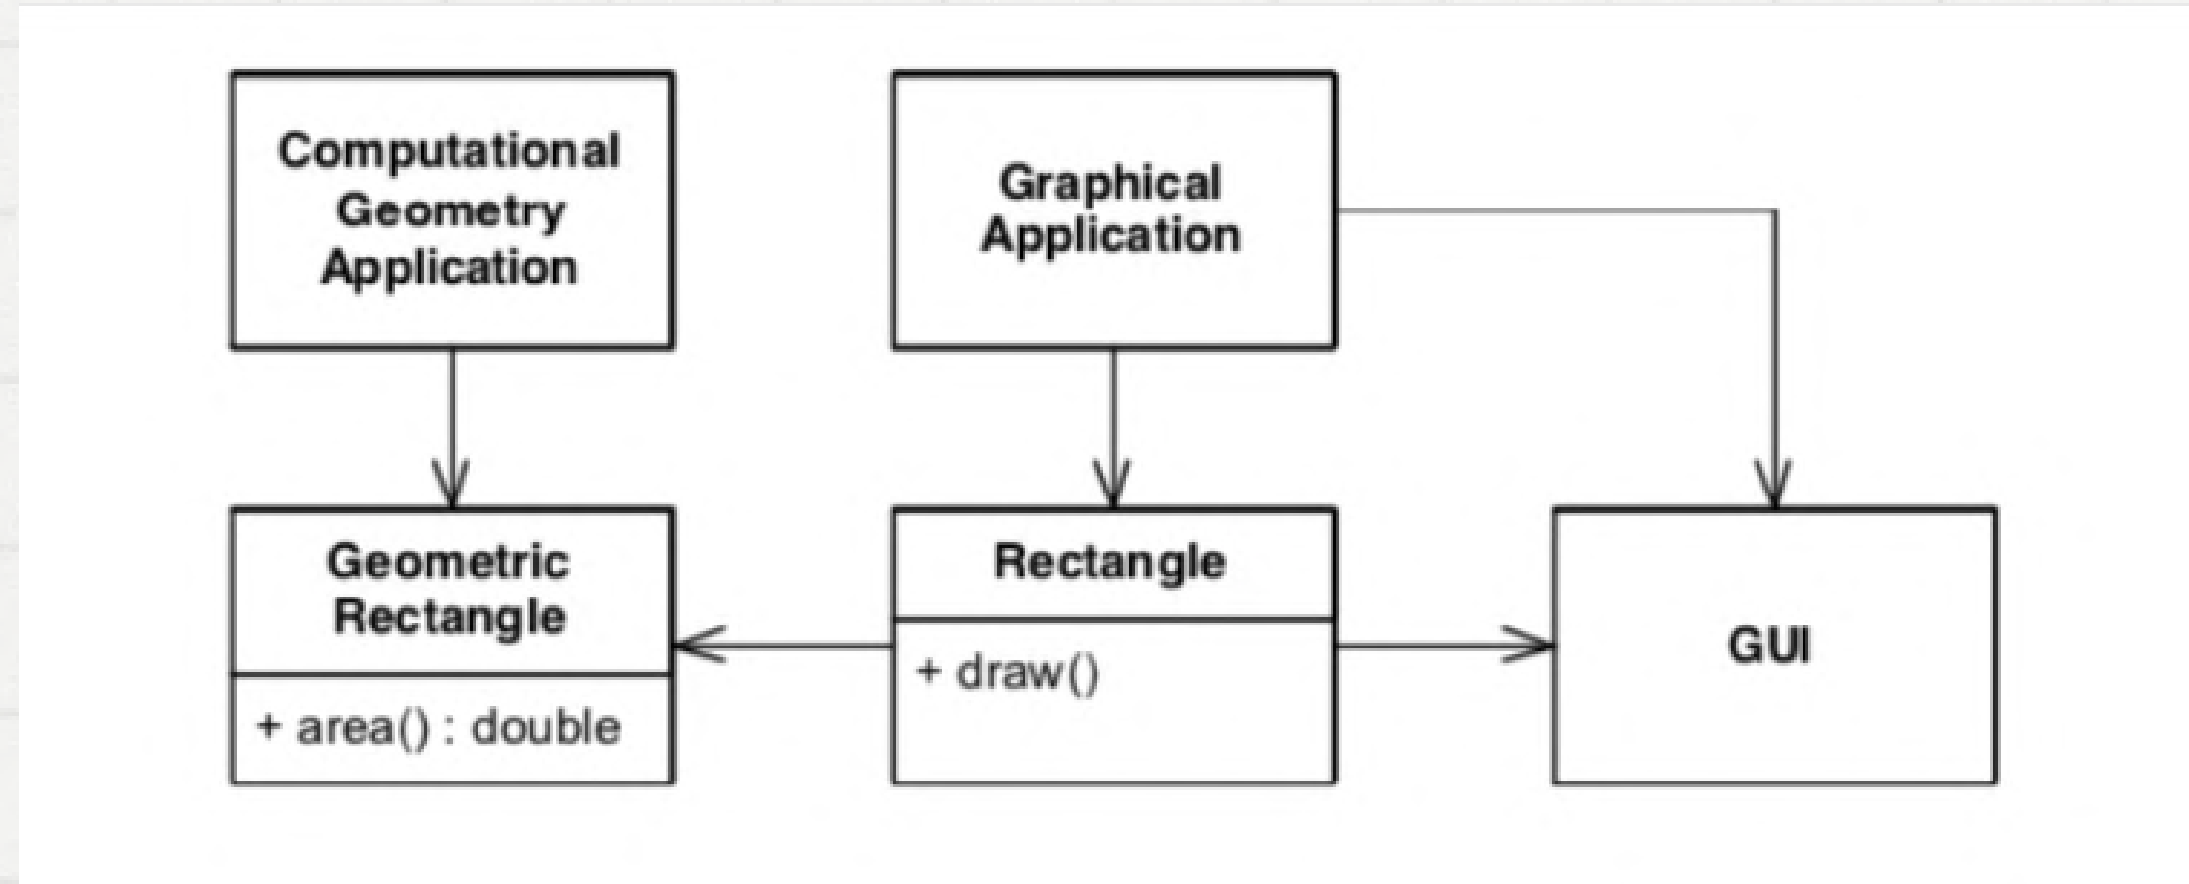 Computational
Geometry
Application
Graphical
Application
Geometric
Rectangle
+ area() : double
Rectangle
+ draw()
GUI